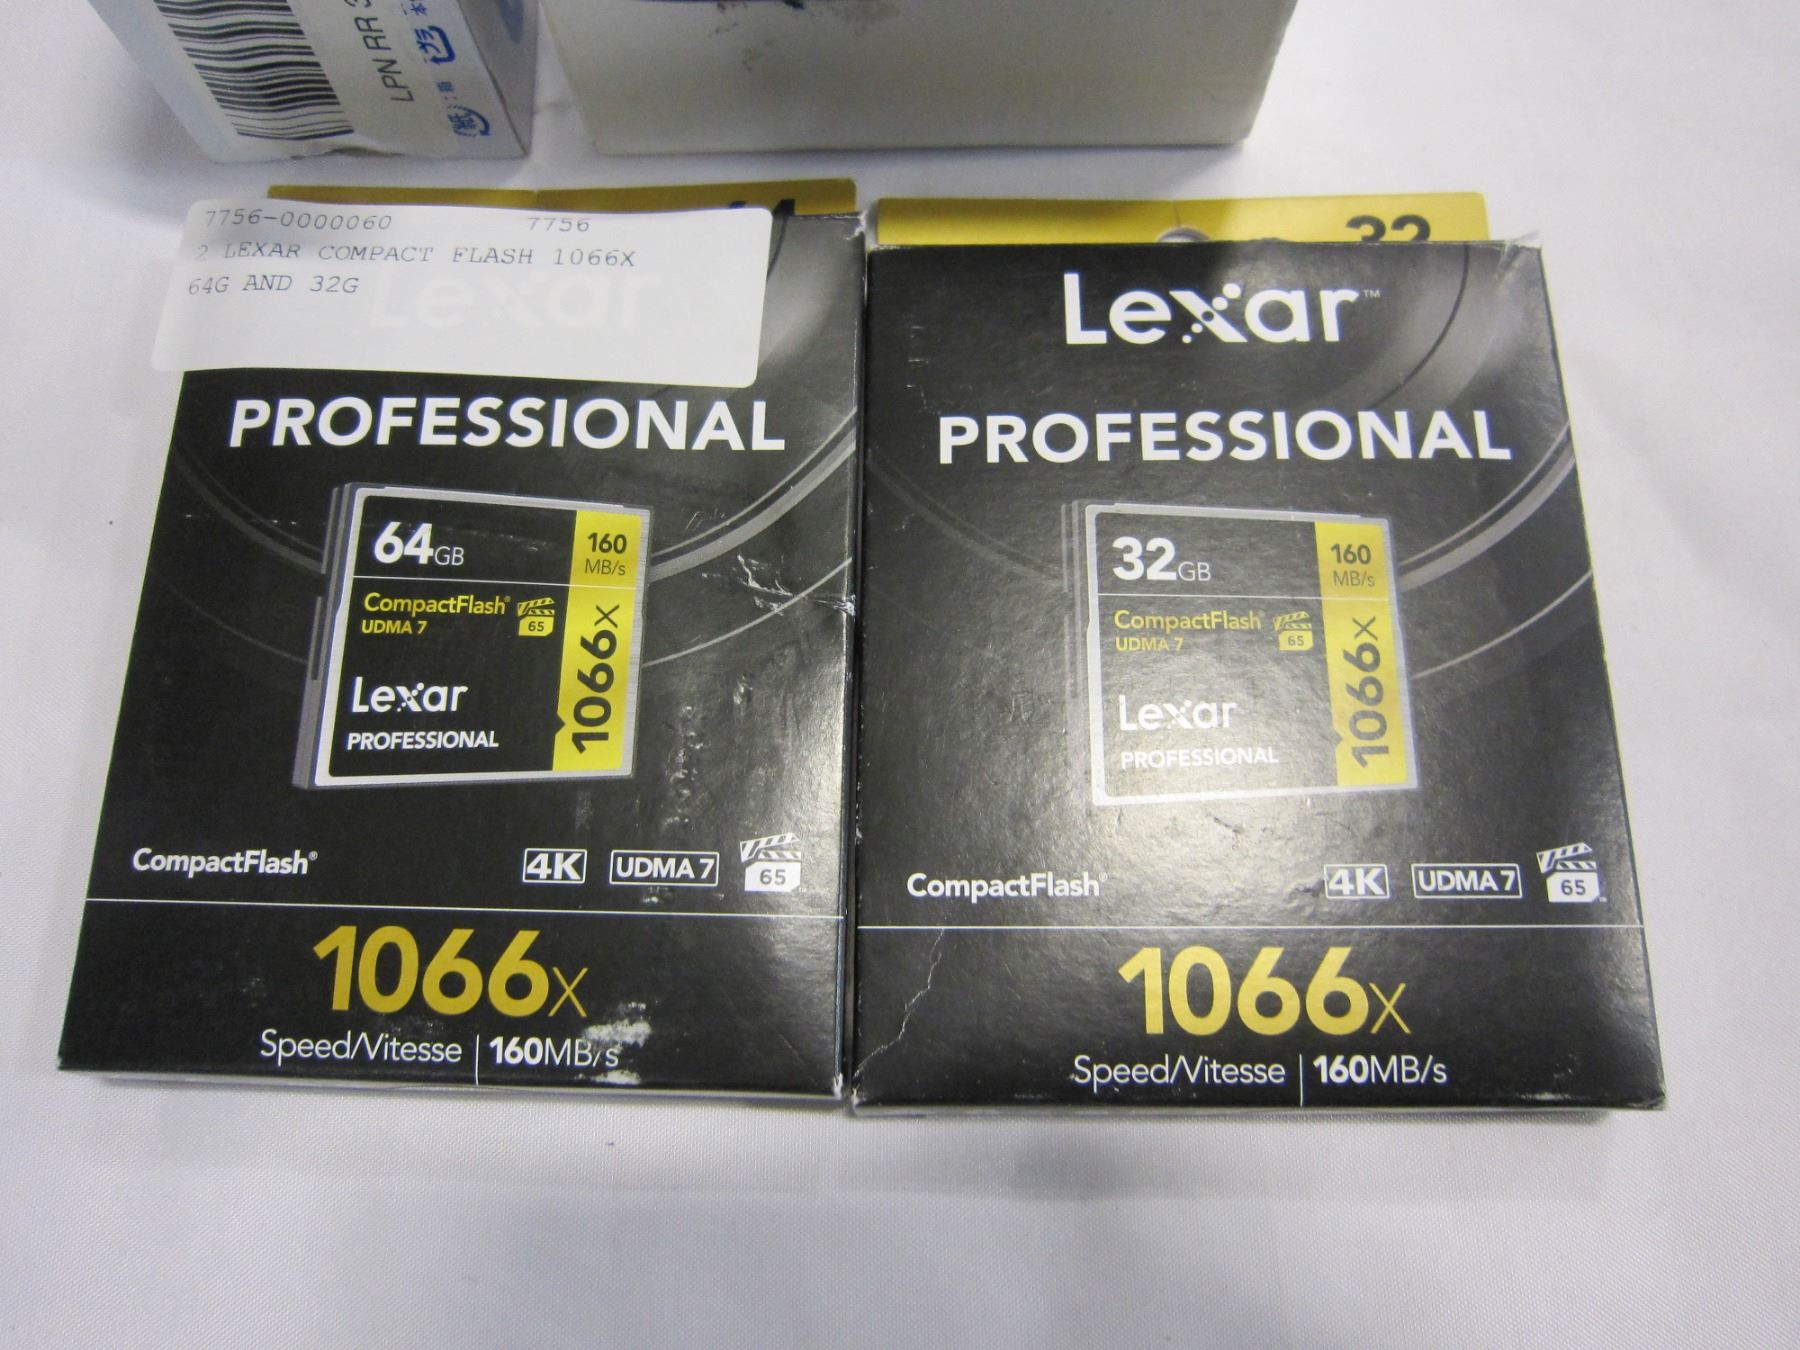 LPN RR 3
7756-0000060 7756
2 LEXAR COMPACT FLASH 1066X
64G AND 32G
Lexar
PROFESSIONAL
64GB
160
MB/s
CompactFlash®
UDMA 7
65
1066x
Lexar
PROFESSIONAL
CompactFlash®
4K UDMA 7 65
1066x
Speed/Vitesse | 160MB/s
32
Lexar™
PROFESSIONAL
32GB
160
MB/s
CompactFlash®
UDMA 7
65
1066x
Lexar
PROFESSIONAL
CompactFlash®
4K UDMA 7 65
1066x
Speed/Vitesse | 160MB/s